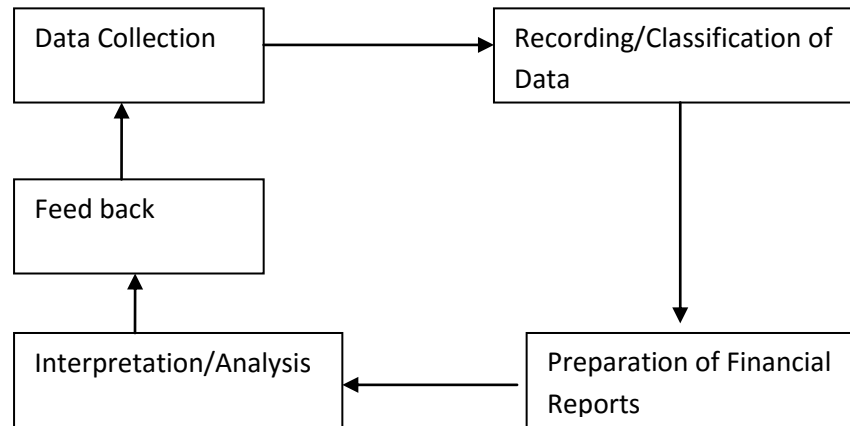 Data Collection
Recording/Classification of
Data
Feed back
Interpretation/Analysis
Preparation of Financial
Reports